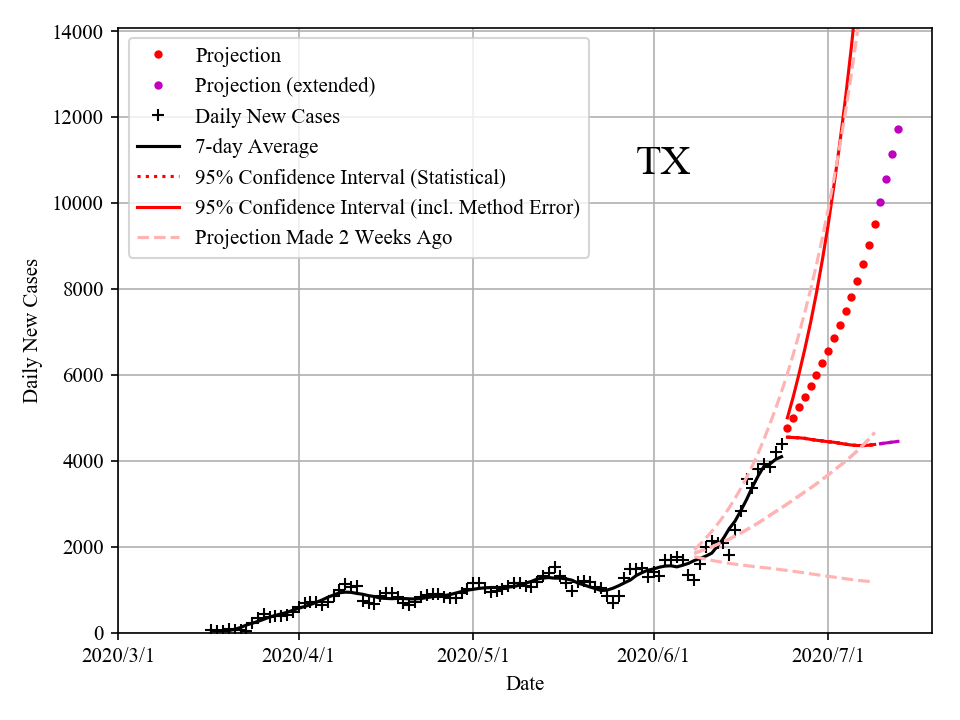 14000
12000
10000
8000
6000
4000
2000
0
Daily New Cases
Projection
Projection (extended)
Daily New Cases
7-day Average
95% Confidence Interval (Statistical)
95% Confidence Interval (incl. Method Error)
Projection Made 2 Weeks Ago
TX
2020/3/1 2020/4/1 2020/5/1 2020/6/1 2020/7/1
Date